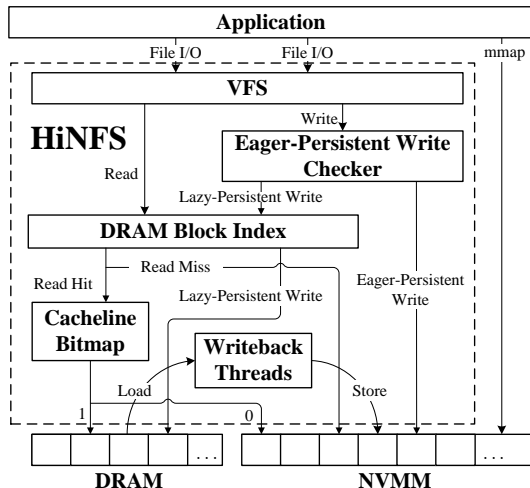 Application
File I/O
File I/O
mmap
VFS
HiNFS
Write
Eager-Persistent Write
Checker
Read
Lazy-Persistent Write
DRAM Block Index
Read Miss
Read Hit
Lazy-Persistent Write
Eager-Persistent
Write
Cacheline
Bitmap
Writeback
Threads
Load
Store
1
0
...
...
DRAM
NVMM